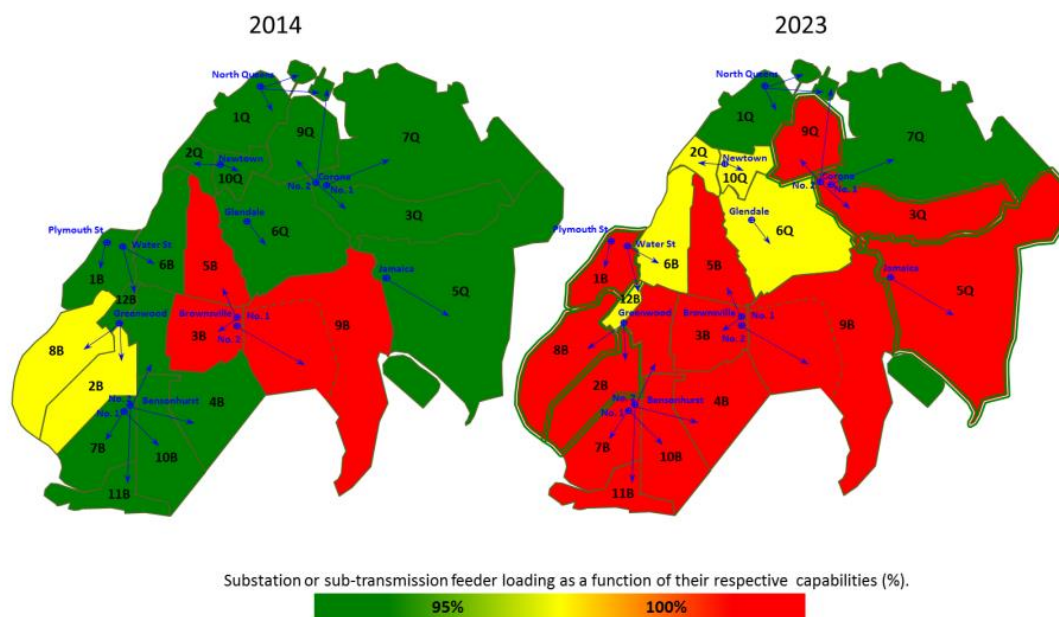 2014
2023
North Queens
1Q
9Q
7Q
2Q
Newtown
10Q
Corona
No. 2
No. 1
3Q
Glendale
6Q
Plymouth St
Water St
6B
5B
1B
Jamaica
12B
5Q
Greenwood
Brownsville
No. 1
9B
3B
No. 2
8B
2B
4B
No. 2
Bensonhurst
No. 1
7B
10B
11B
North Queens
1Q
9Q
7Q
2Q
Newtown
10Q
Corona
No. 2
No. 1
3Q
Glendale
6Q
Plymouth St
Water St
6B
5B
1B
Jamaica
12B
5Q
Greenwood
Brownsville
No. 1
9B
3B
No. 2
8B
2B
4B
No. 2
Bensonhurst
No. 1
7B
10B
11B
Substation or sub-transmission feeder loading as a function of their respective capabilities (%).
95%
100%